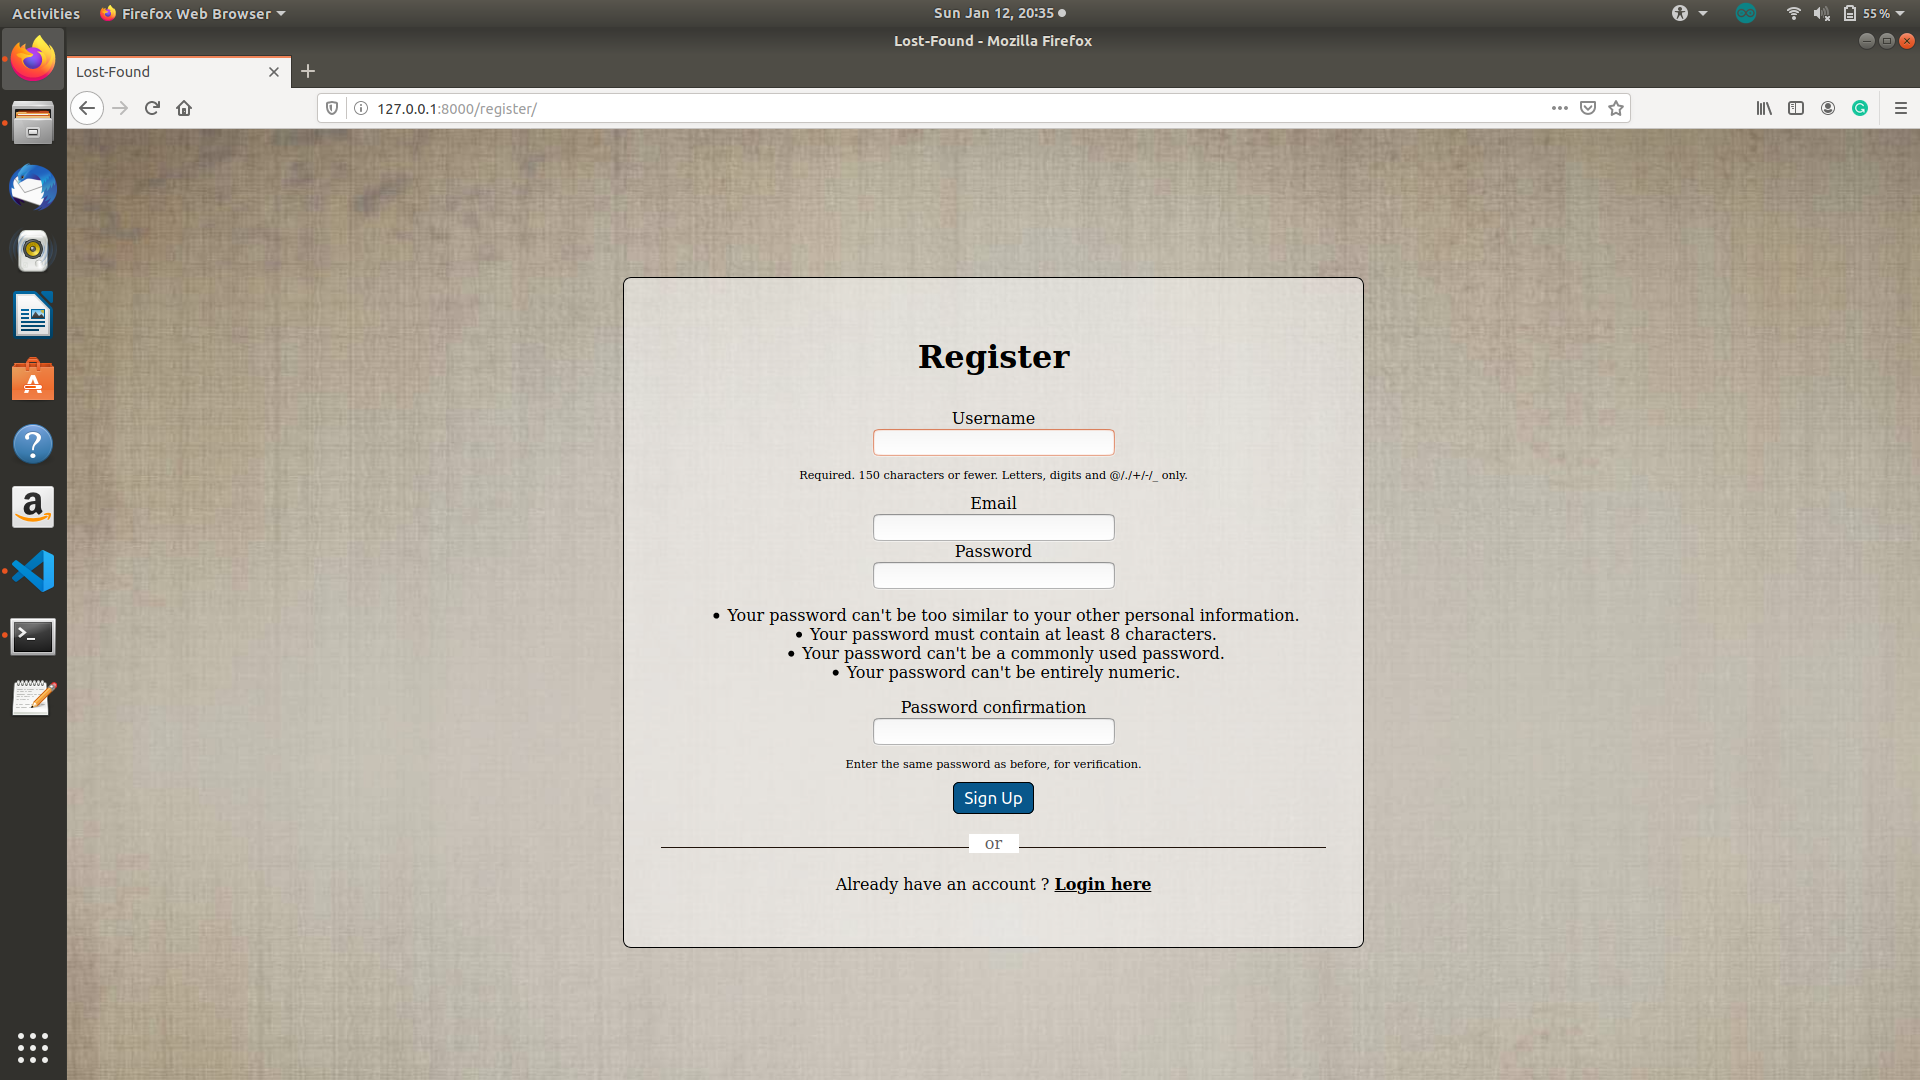 Activities
Firefox Web Browser
Sun Jan 12, 20:35
55 %
Lost-Found - Mozilla Firefox
Lost-Found
127.0.0.1:8000/register/
Register
Username
Required. 150 characters or fewer. Letters, digits and @/./+/-/_ only.
Email
Password
• Your password can't be too similar to your other personal information.
• Your password must contain at least 8 characters.
• Your password can't be a commonly used password.
• Your password can't be entirely numeric.
Password confirmation
Enter the same password as before, for verification.
Sign Up
or
Already have an account ? Login here